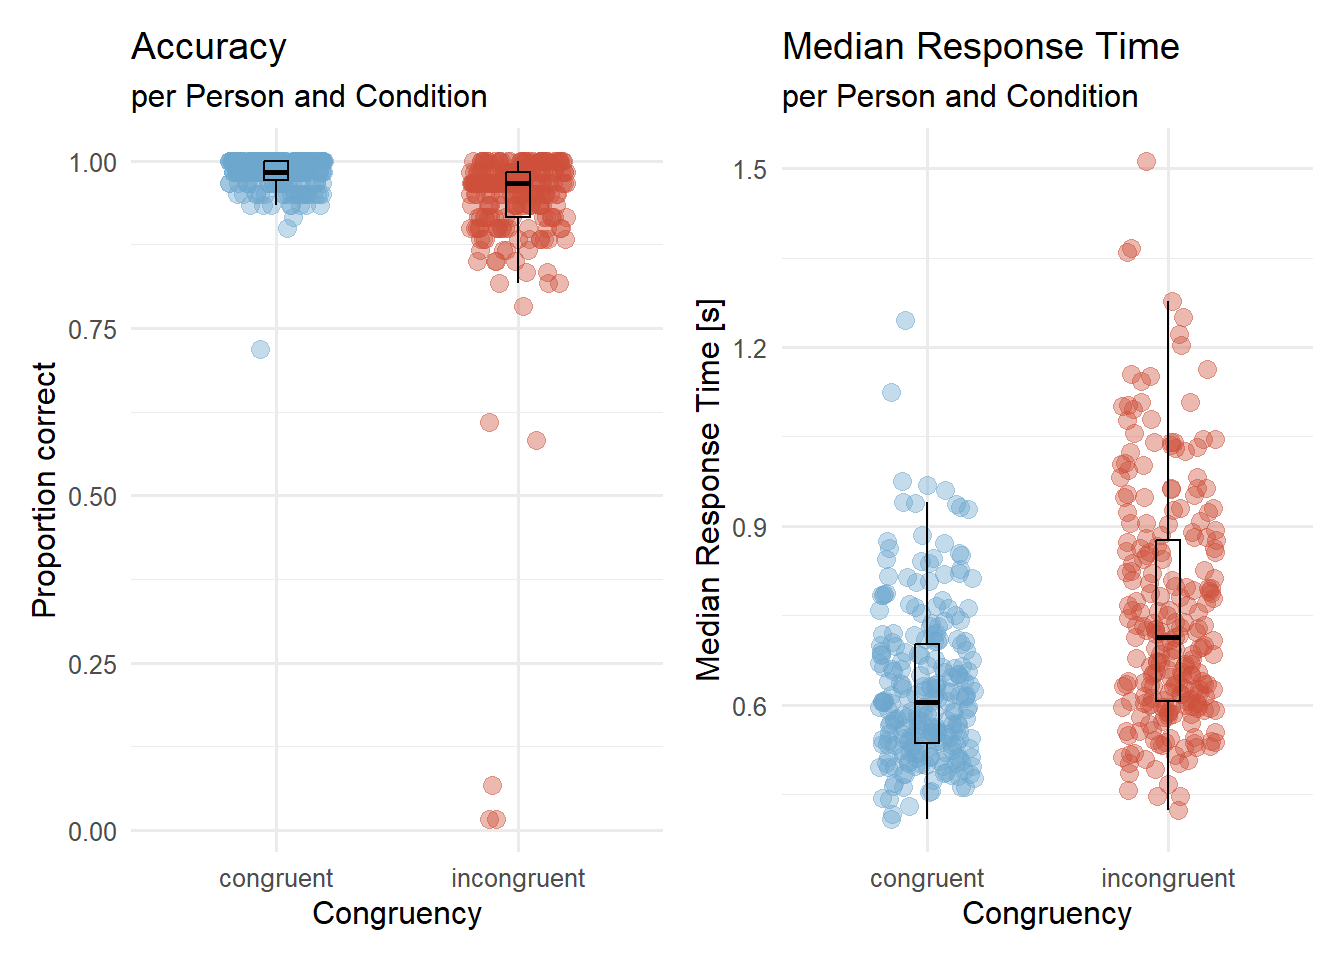 Accuracy
per Person and Condition
Proportion correct
1.00
0.75
0.50
0.25
0.00
congruent incongruent
Congruency
Median Response Time
per Person and Condition
Median Response Time [s]
1.5
1.2
0.9
0.6
congruent incongruent
Congruency